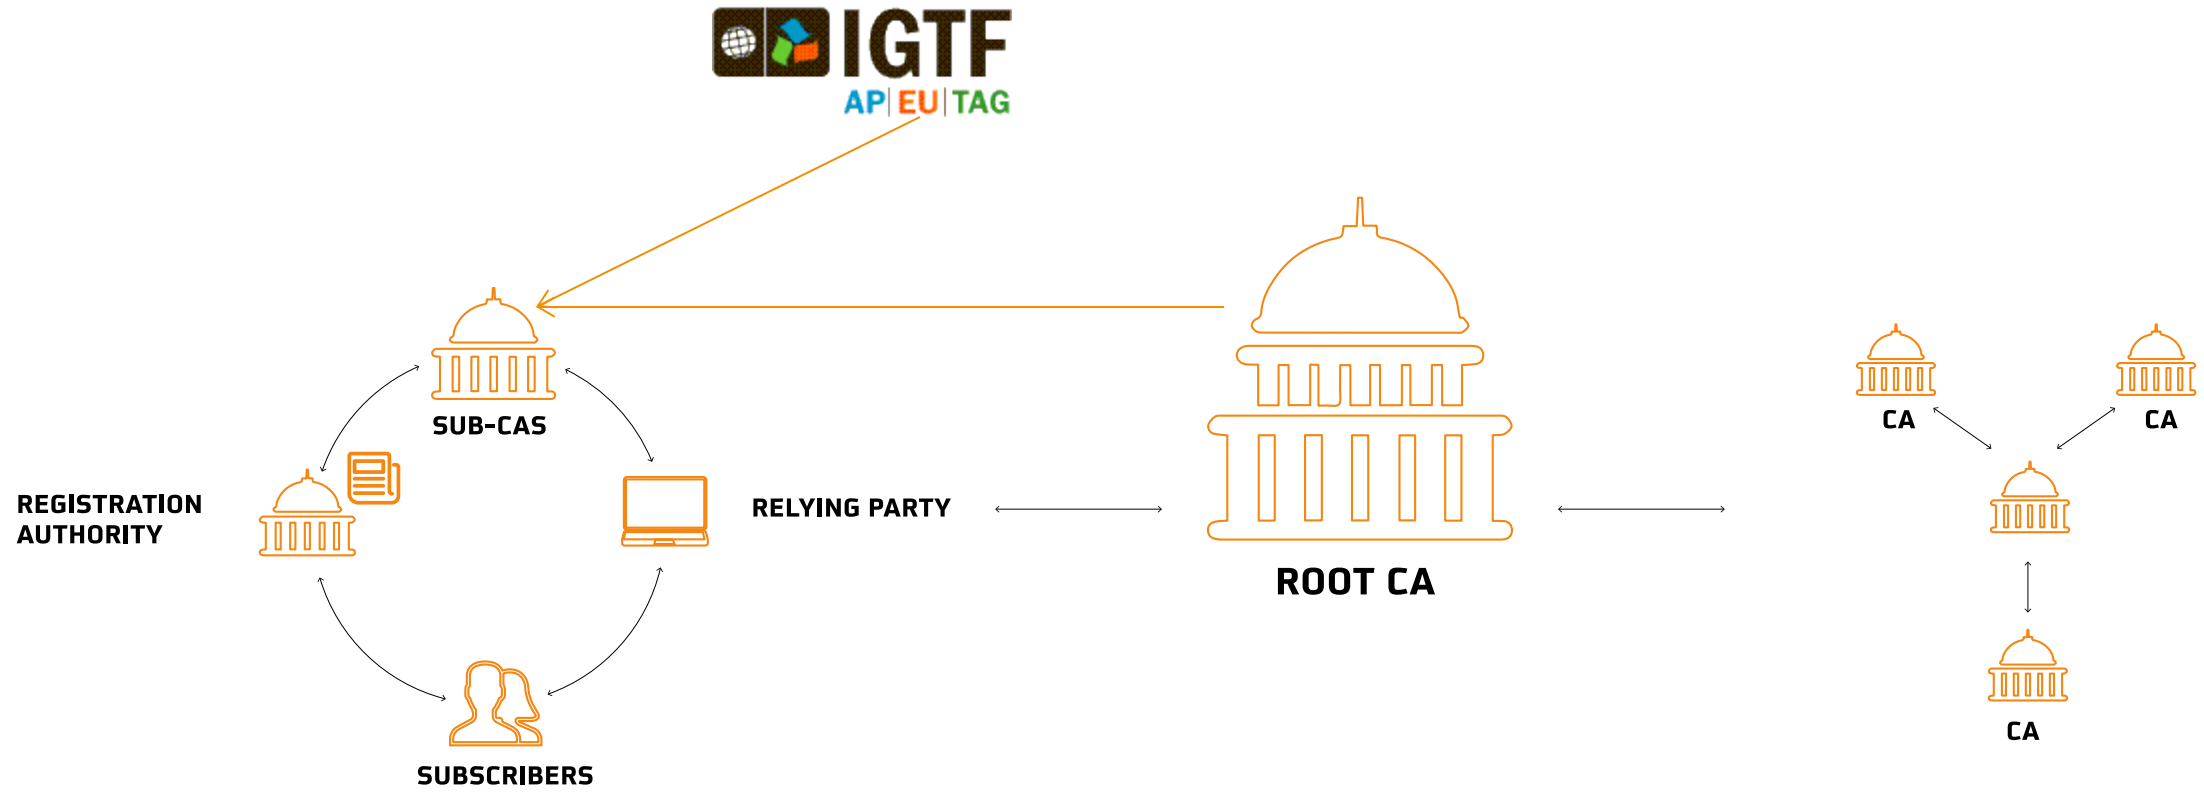 IGTF
AP|EU|TAG
SUB-CAS
CA
CA
REGISTRATION
AUTHORITY
RELYING PARTY
ROOT CA
CA
SUBSCRIBERS